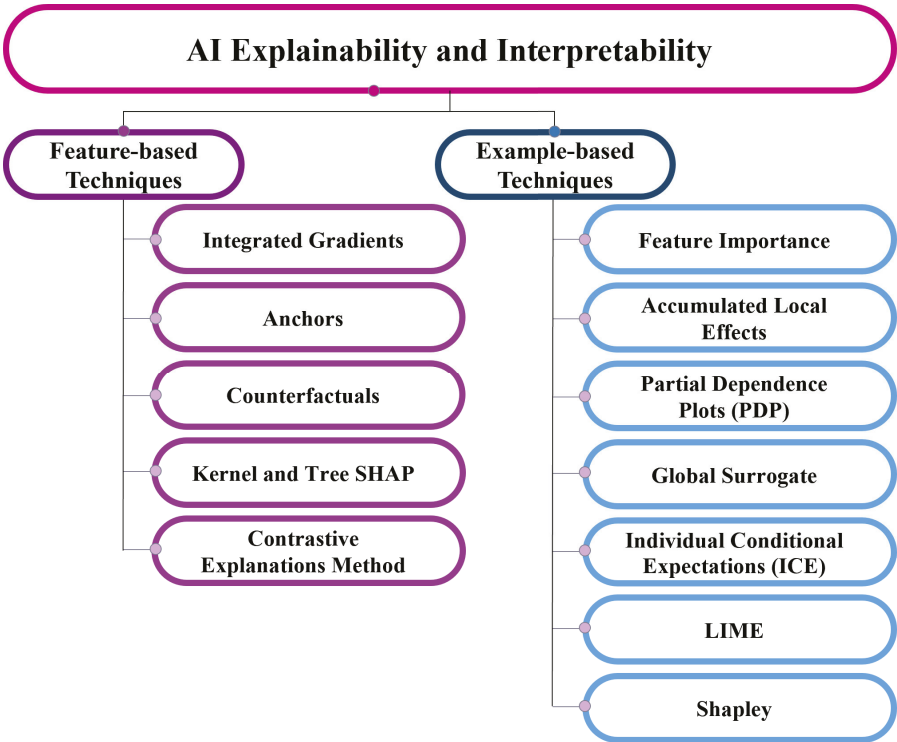 AI Explainability and Interpretability
Feature-based
Techniques
Integrated Gradients
Anchors
Counterfactuals
Kernel and Tree SHAP
Contrastive
Explanations Method
Example-based
Techniques
Feature Importance
Accumulated Local
Effects
Partial Dependence
Plots (PDP)
Global Surrogate
Individual Conditional
Expectations (ICE)
LIME
Shapley